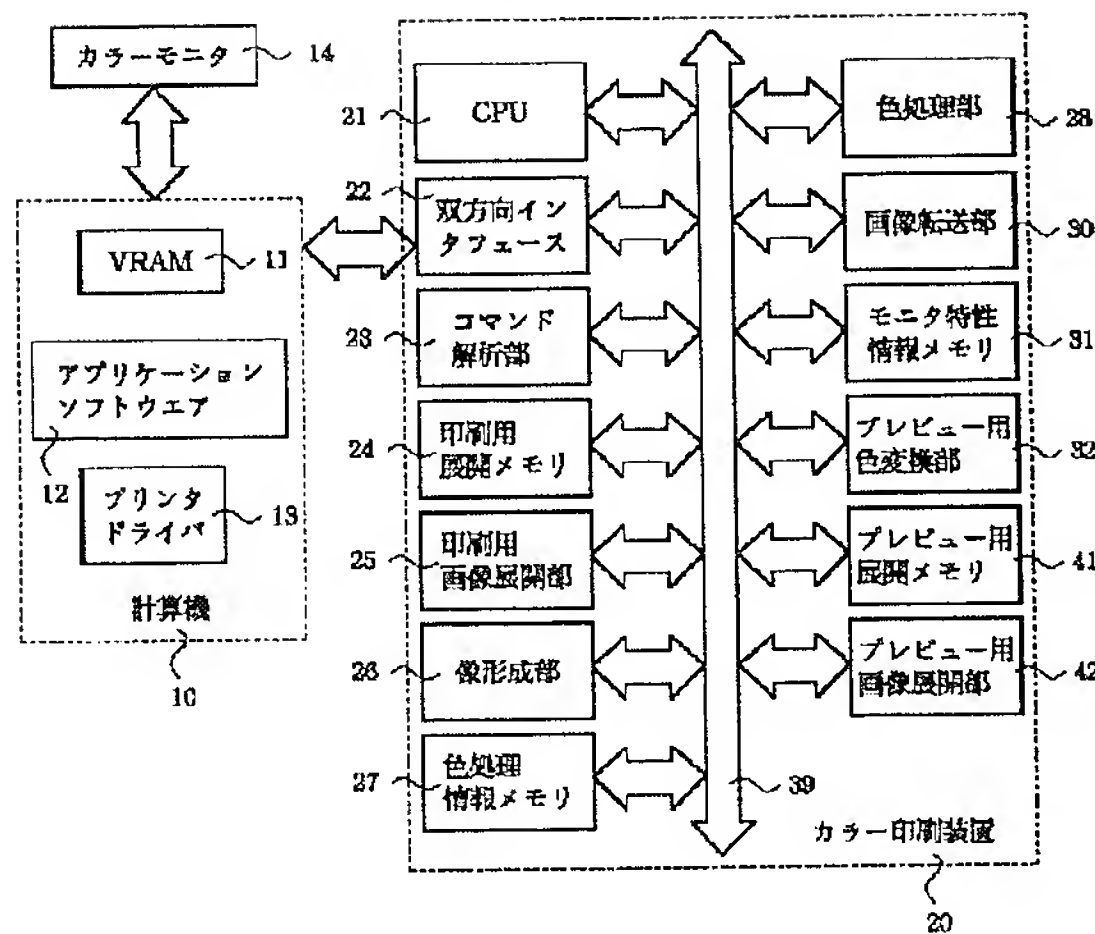 カラーモニタ
14
VRAM
11
アプリケーション
ソフトウエア
12
プリンタ
ドライバ
13
計算機
10
21
CPU
22
双方向イン
タフェース
23
コマンド
解析部
24
印刷用
展開メモリ
25
印刷用
画像展開部
26
像形成部
27
色処理
情報メモリ
色処理部
28
画像転送部
30
モニタ特性
情報メモリ
31
プレビュー用
色変換部
32
プレビュー用
展開メモリ
41
プレビュー用
画像展開部
42
39
カラー印刷装置
20